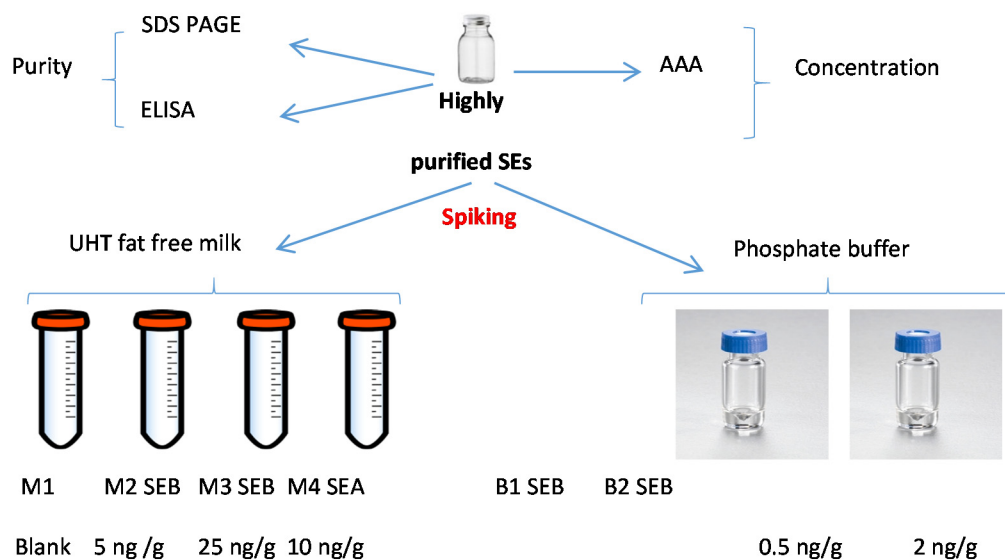 SDS PAGE
Purity
AAA
Concentration
ELISA
Highly
purified SEs
Spiking
UHT fat free milk
Phosphate buffer
M1 M2 SEB M3 SEB M4 SEA B1 SEB B2 SEB
Blank 5 ng /g 25 ng/g 10 ng/g 0.5 ng/g 2 ng/g